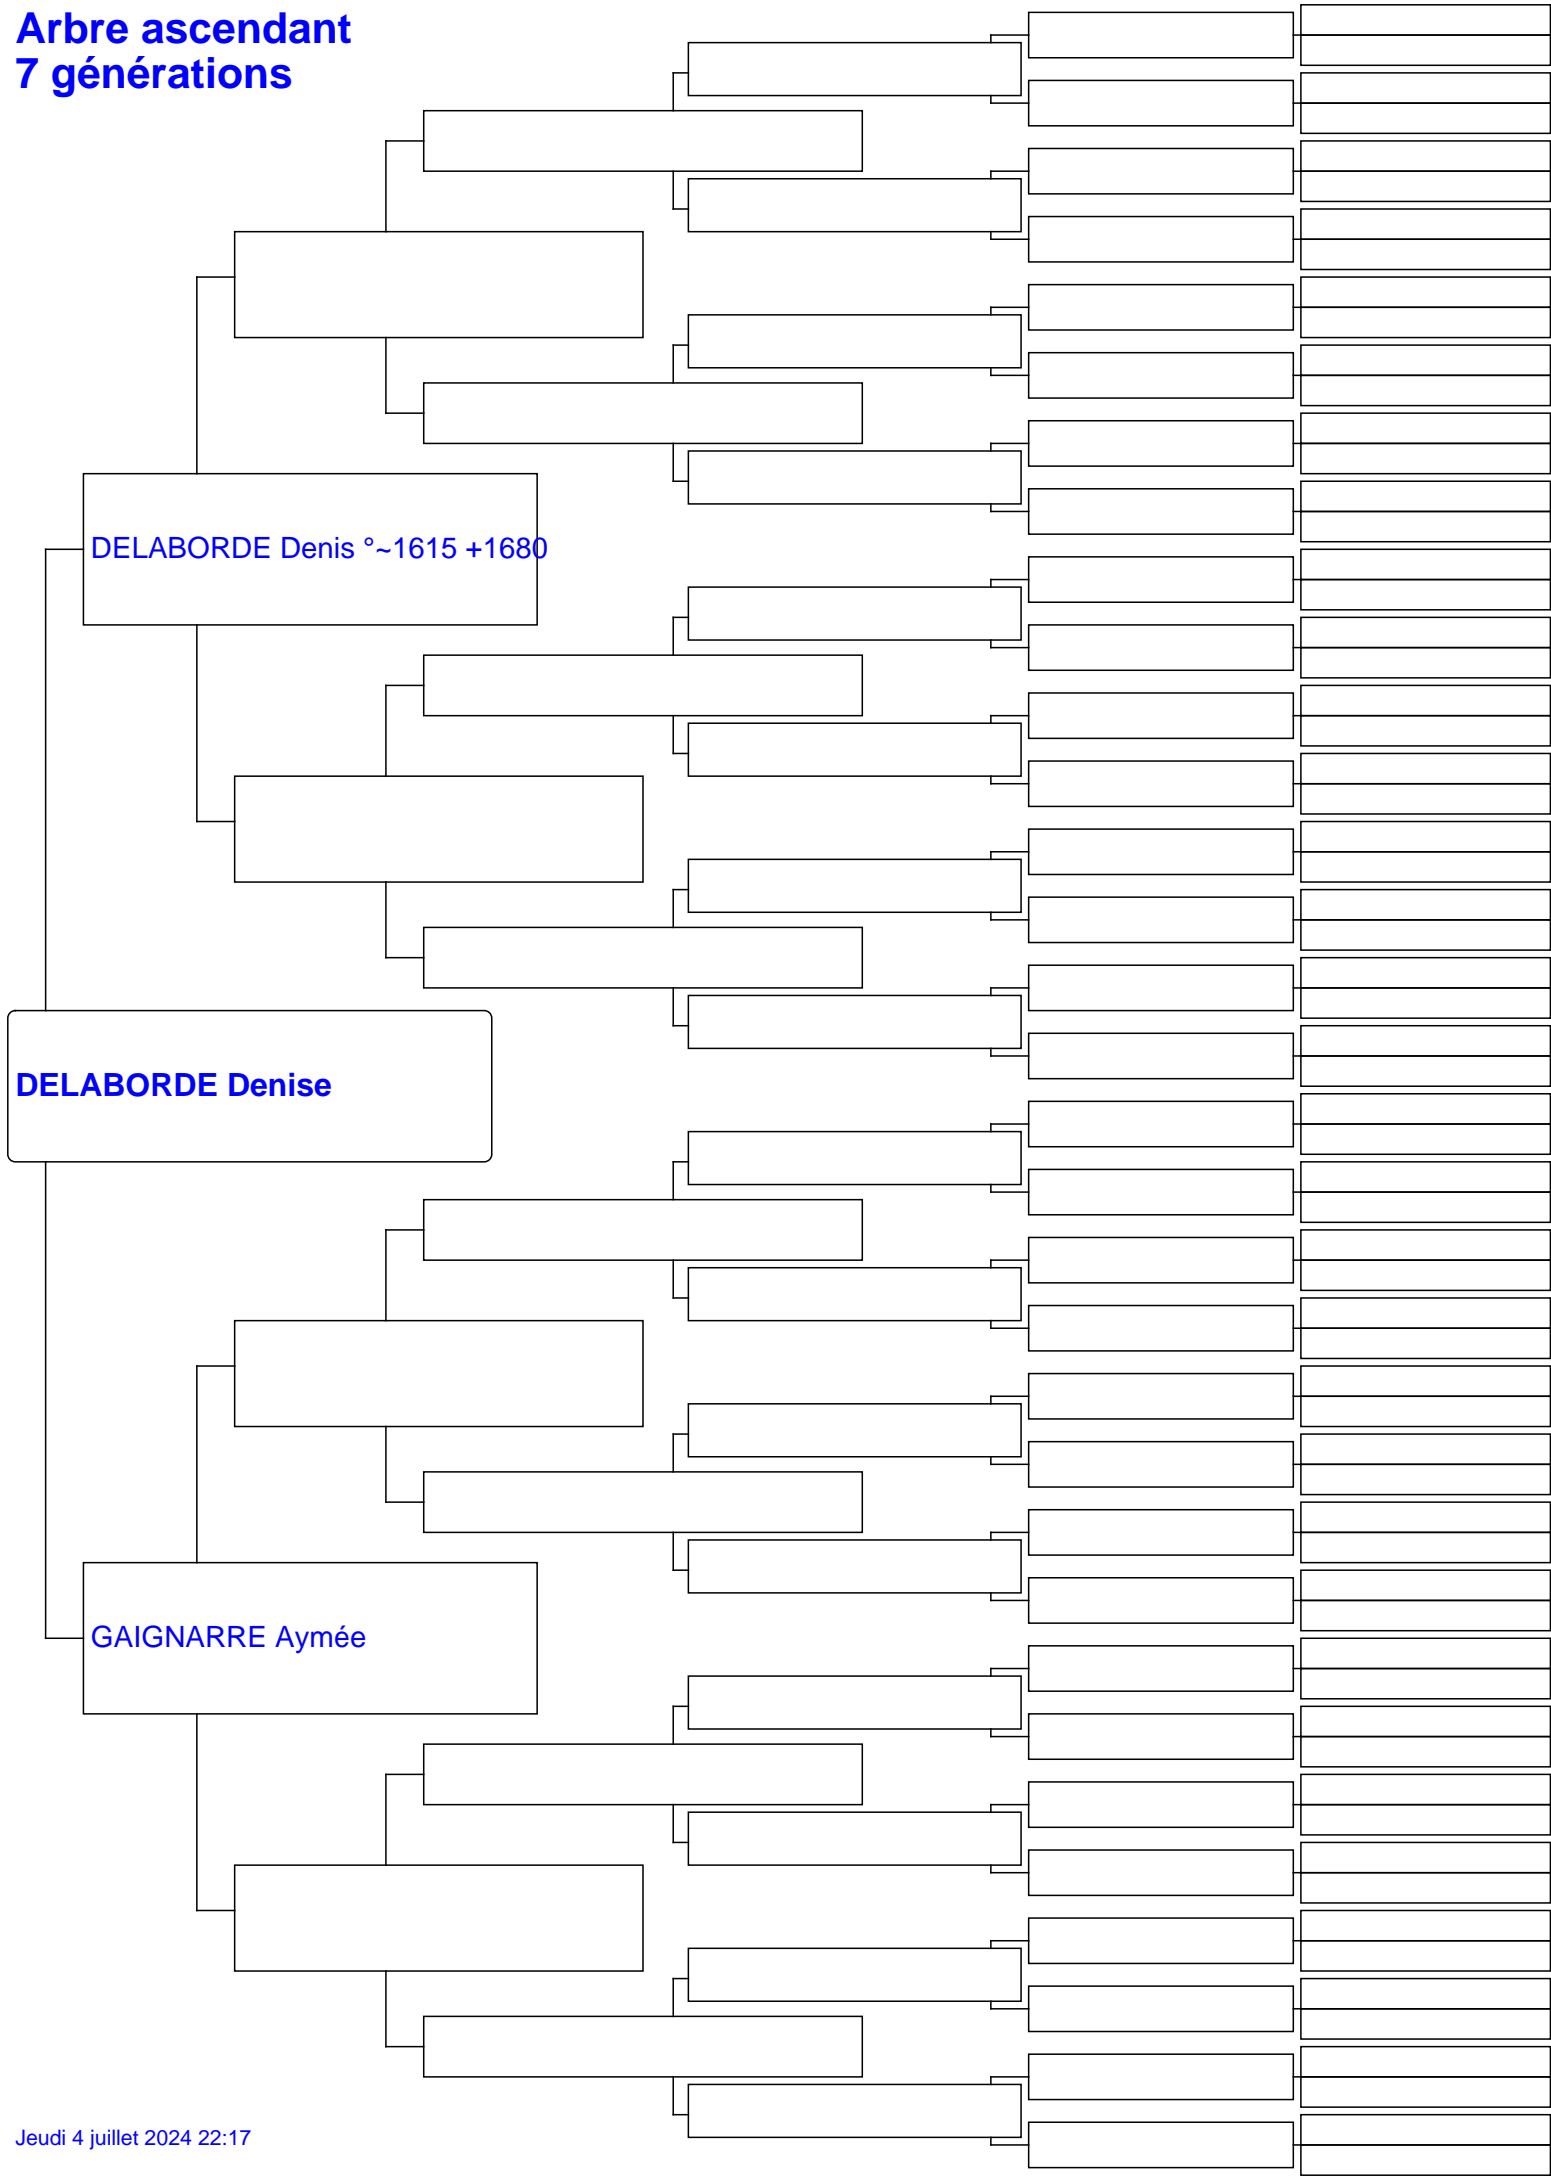 Arbre ascendant
7 générations
DELABORDE Denis °~1615 +1680
DELABORDE Denise
GAIGNARRE Aymée
Jeudi 4 juillet 2024 22:17